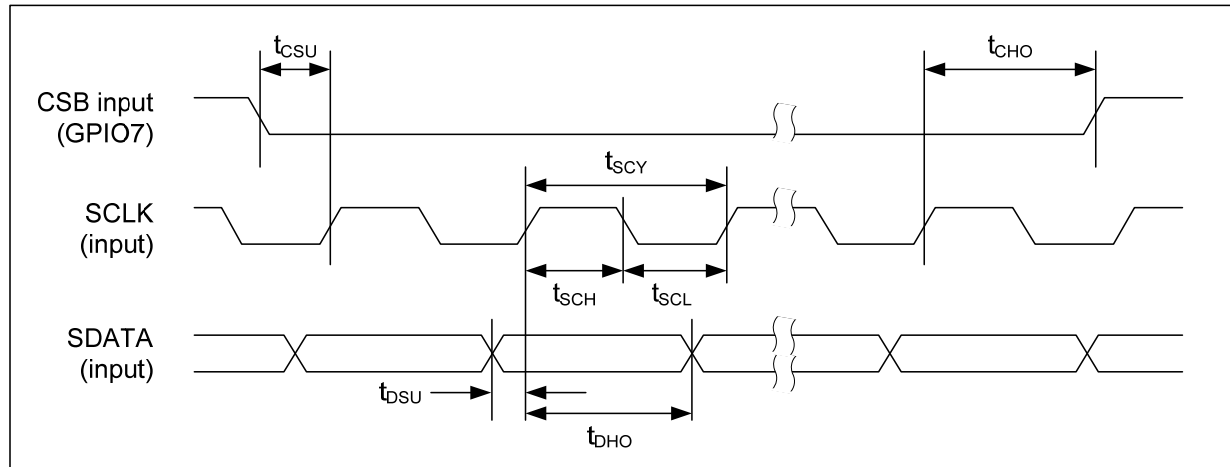 tCSU
tCHO
CSB input
(GPIO7)
tSCY
SCLK
(input)
tSCH
tSCL
SDATA
(input)
tDSU
tDHO